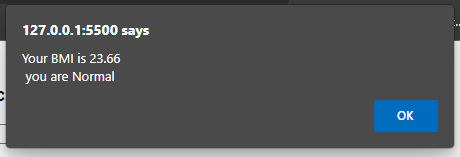 127.0.0.1:5500 says
Your BMI is 23.66
you are Normal
OK